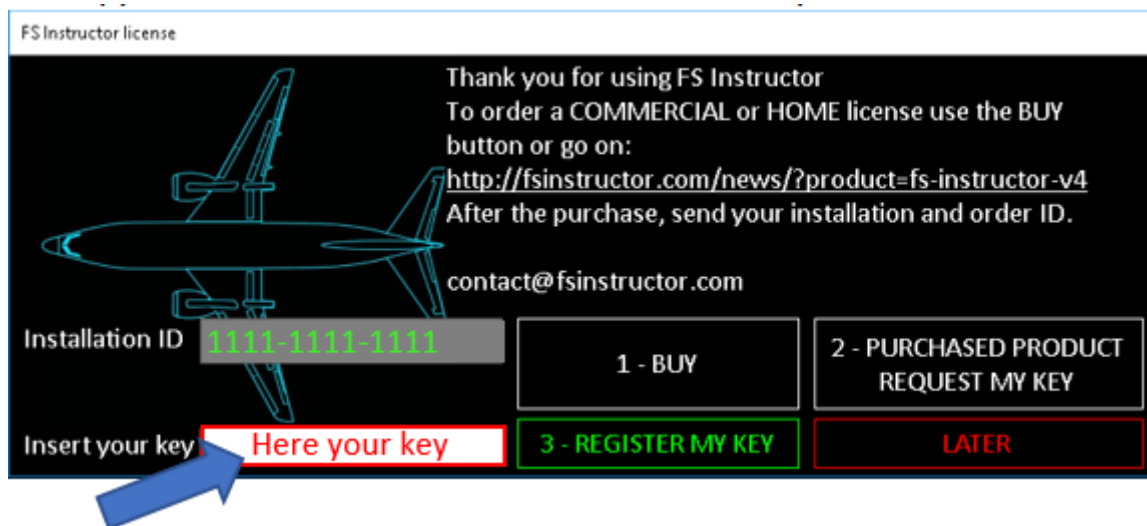 FS Instructor license
Thank you for using FS Instructor
To order a COMMERCIAL or HOME license use the BUY
button or go on:
http://fsinstructor.com/news/?product=fs-instructor-v4
After the purchase, send your installation and order ID.
contact@fsinstructor.com
Installation ID
1111-1111-1111
1 - BUY
2 - PURCHASED PRODUCT
REQUEST MY KEY
Insert your key
Here your key
3 - REGISTER MY KEY
LATER